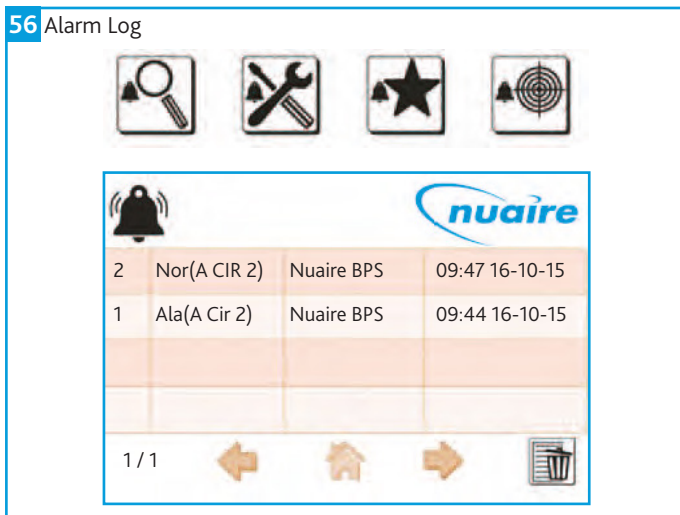 56 Alarm Log
nuaire
2 Nor(A CIR 2) Nuaire BPS 09:47 16-10-15
1 Ala(A Cir 2) Nuaire BPS 09:44 16-10-15
1 / 1